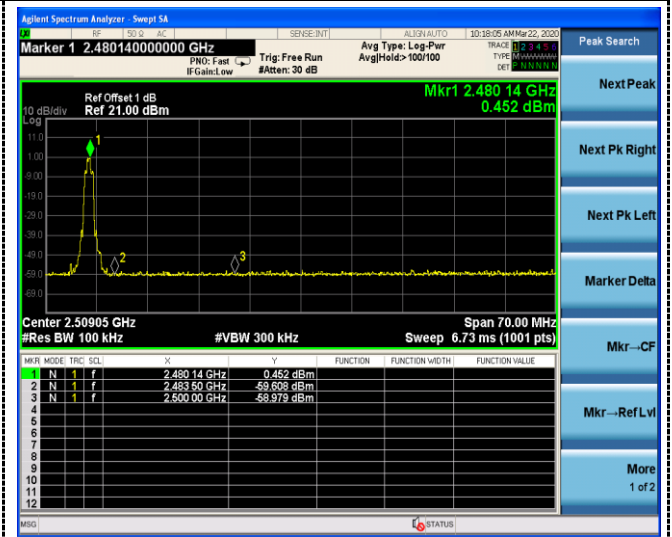 Agilent Spectrum Analyzer - Swept SA
LXI RF 50 Ω AC SENSE:INT ALIGN AUTO 10:18:05 AM Mar 22, 2020
Marker 1 2.480140000000 GHz Avg Type: Log-Pwr TRACE 1 2 3 4 5 6
PNO: Fast Trig: Free Run Avg|Hold:>100/100 TYPE M
IFGain:Low #Atten: 30 dB DET P N N N N N
Peak Search
Next Peak
Next Pk Right
Next Pk Left
Marker Delta
Mkr→CF
Mkr→Ref Lvl
More
1 of 2
Mkr1 2.480 14 GHz
0.452 dBm
Ref Offset 1 dB
10 dB/div Ref 21.00 dBm
Log
11.0
1.00
-9.00
-19.0
-29.0
-39.0
-49.0
-59.0
-69.0
1
2
3
Center 2.50905 GHz Span 70.00 MHz
#Res BW 100 kHz #VBW 300 kHz Sweep 6.73 ms (1001 pts)
MKR MODE TRC SCL X Y FUNCTION FUNCTION WIDTH FUNCTION VALUE
1 N 1 f 2.480 14 GHz 0.452 dBm
2 N 1 f 2.483 50 GHz -59.608 dBm
3 N 1 f 2.500 00 GHz -58.979 dBm
4
5
6
7
8
9
10
11
12
MSG STATUS